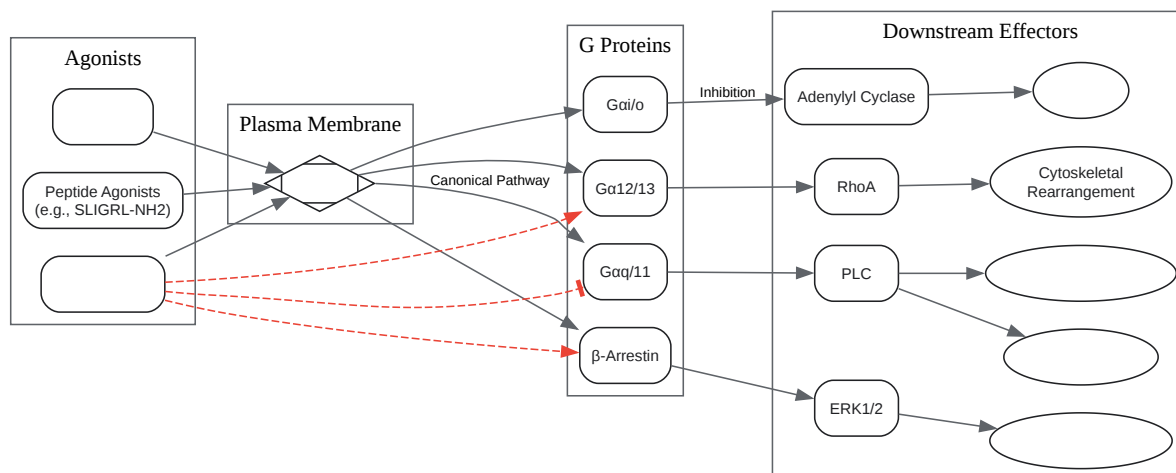 Agonists
Peptide Agonists
(e.g., SLIGRL-NH2)
Plasma Membrane
Canonical Pathway
G Proteins
Gαi/o
Gα12/13
Gαq/11
β-Arrestin
Inhibition
Downstream Effectors
Adenylyl Cyclase
RhoA
Cytoskeletal
Rearrangement
PLC
ERK1/2